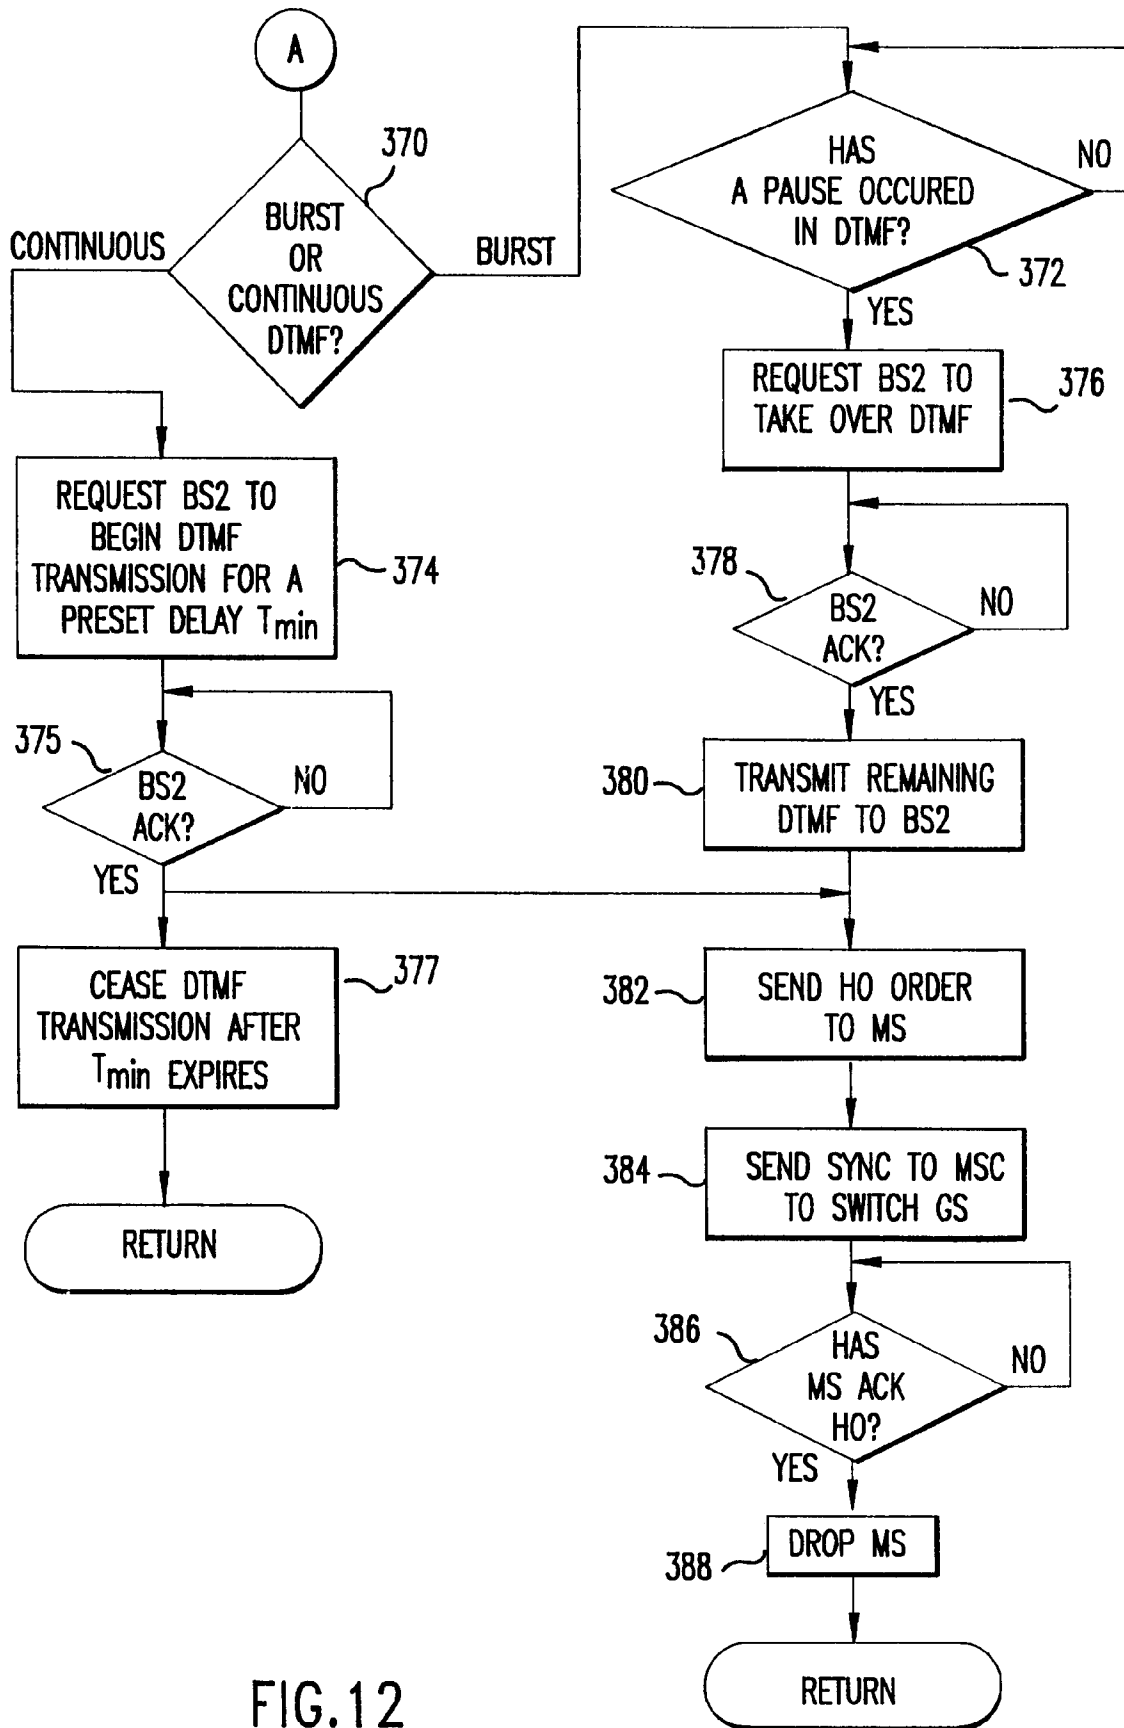 A
370
BURST
OR
CONTINUOUS
DTMF?
CONTINUOUS
BURST
HAS
A PAUSE OCCURED
IN DTMF?
NO
372
YES
REQUEST BS2 TO
TAKE OVER DTMF
376
REQUEST BS2 TO
BEGIN DTMF
TRANSMISSION FOR A
PRESET DELAY Tmin
374
378
BS2
ACK?
NO
YES
375
BS2
ACK?
NO
YES
380
TRANSMIT REMAINING
DTMF TO BS2
CEASE DTMF
TRANSMISSION AFTER
Tmin EXPIRES
377
382
SEND HO ORDER
TO MS
384
SEND SYNC TO MSC
TO SWITCH GS
RETURN
386
HAS
MS ACK
HO?
NO
YES
388
DROP MS
RETURN
FIG.12